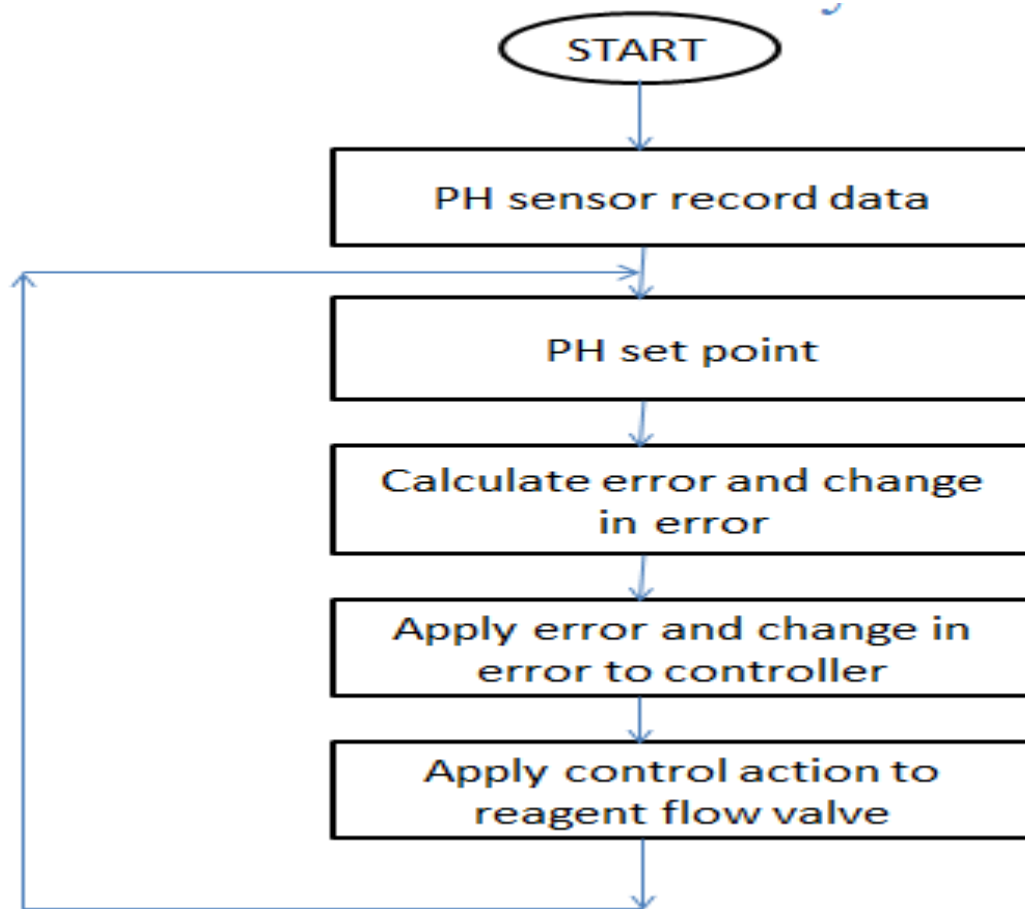 START
PH sensor record data
PH set point
Calculate error and change
in error
Apply error and change in
error to controller
Apply control action to
reagent flow valve